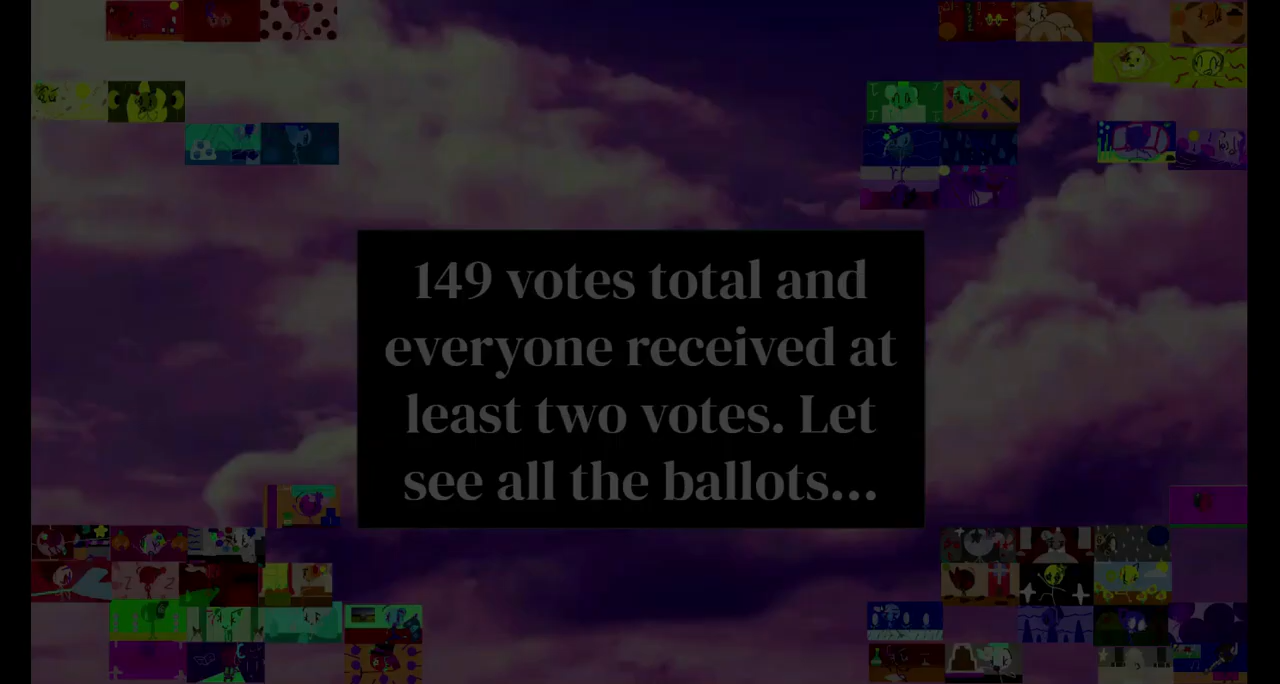 149 votes total and
everyone received at
least two votes. Let
see all the ballots...